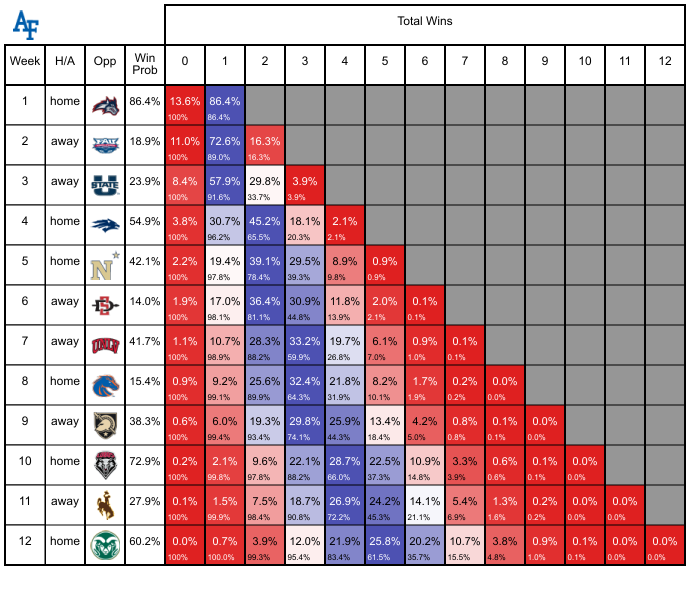 AF
Total Wins
Week H/A Opp Win Prob 0 1 2 3 4 5 6 7 8 9 10 11 12
1 home 86.4% 13.6% 86.4%
100% 86.4%
2 away YALE 18.9% 11.0% 72.6% 16.3%
100% 89.0% 16.3%
3 away U STATE 23.9% 8.4% 57.9% 29.8% 3.9%
100% 91.6% 33.7% 3.9%
4 home 54.9% 3.8% 30.7% 45.2% 18.1% 2.1%
100% 96.2% 65.5% 20.3% 2.1%
5 home N 42.1% 2.2% 19.4% 39.1% 29.5% 8.9% 0.9%
100% 97.8% 78.4% 39.3% 9.8% 0.9%
6 away SD 14.0% 1.9% 17.0% 36.4% 30.9% 11.8% 2.0% 0.1%
100% 98.1% 81.1% 44.8% 13.9% 2.1% 0.1%
7 away UNLV 41.7% 1.1% 10.7% 28.3% 33.2% 19.7% 6.1% 0.9% 0.1%
100% 98.9% 88.2% 59.9% 26.8% 7.0% 1.0% 0.1%
8 home 15.4% 0.9% 9.2% 25.6% 32.4% 21.8% 8.2% 1.7% 0.2% 0.0%
100% 99.1% 89.9% 64.3% 31.9% 10.1% 1.9% 0.2% 0.0%
9 away 38.3% 0.6% 6.0% 19.3% 29.8% 25.9% 13.4% 4.2% 0.8% 0.1% 0.0%
100% 99.4% 93.4% 74.1% 44.3% 18.4% 5.0% 0.8% 0.1% 0.0%
10 home 72.9% 0.2% 2.1% 9.6% 22.1% 28.7% 22.5% 10.9% 3.3% 0.6% 0.1% 0.0%
100% 99.8% 97.8% 88.2% 66.0% 37.3% 14.8% 3.9% 0.6% 0.1% 0.0%
11 away 27.9% 0.1% 1.5% 7.5% 18.7% 26.9% 24.2% 14.1% 5.4% 1.3% 0.2% 0.0% 0.0%
100% 99.9% 98.4% 90.8% 72.2% 45.3% 21.1% 6.9% 1.6% 0.2% 0.0% 0.0%
12 home 60.2% 0.0% 0.7% 3.9% 12.0% 21.9% 25.8% 20.2% 10.7% 3.8% 0.9% 0.1% 0.0% 0.0%
100% 100.0% 99.3% 95.4% 83.4% 61.5% 35.7% 15.5% 4.8% 1.0% 0.1% 0.0% 0.0%